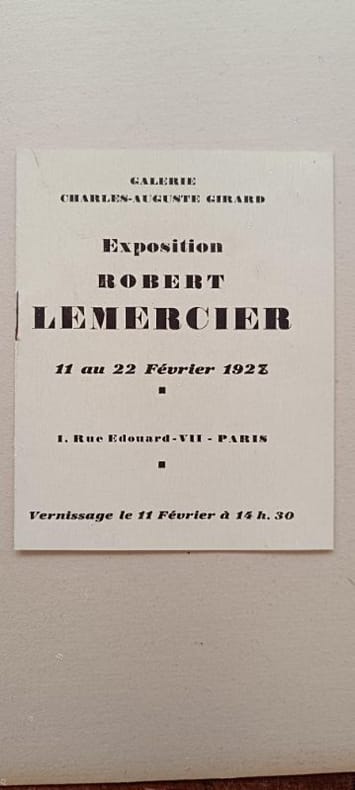 GALERIE
CHARLES-AUGUSTE GIRARD
Exposition
ROBERT
LEMERCIER
11 au 22 Février
1. Rue Edouard-VII - PARIS
Vernissage le 11 Février à 14 h. 30